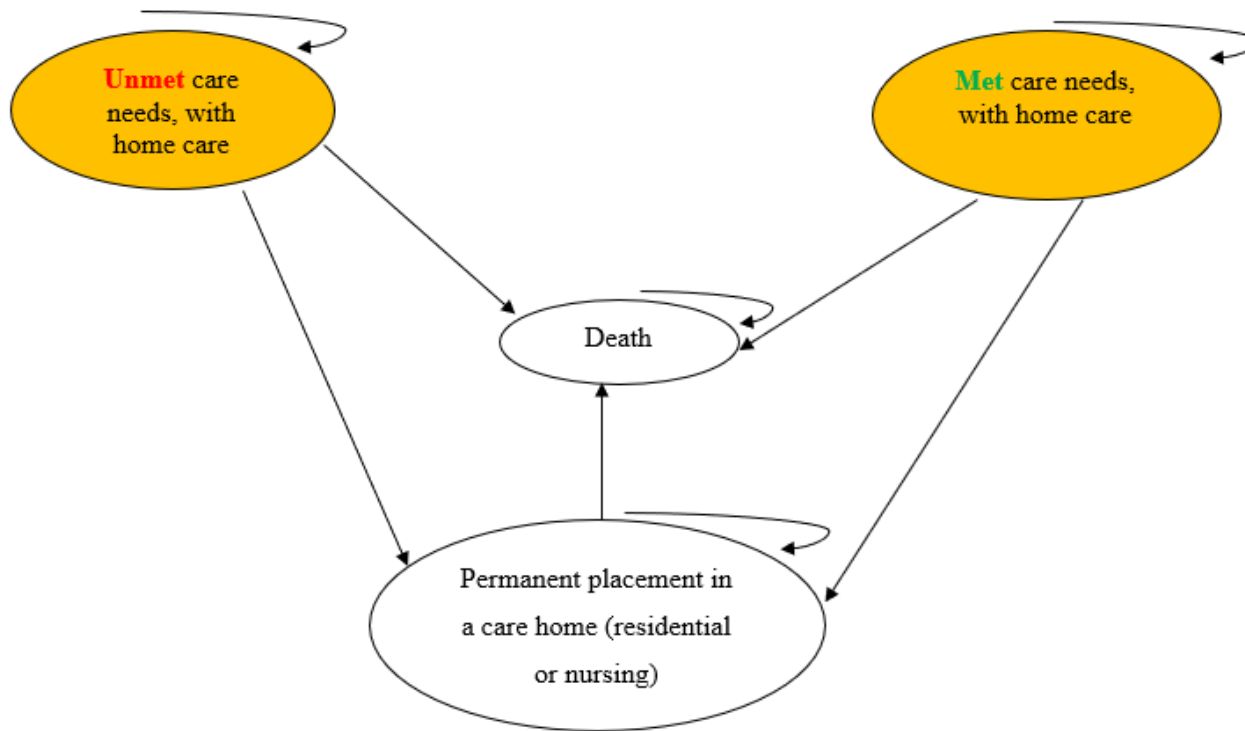 Unmet care
needs, with
home care
Met care needs,
with home care
Death
Permanent placement in
a care home (residential
or nursing)